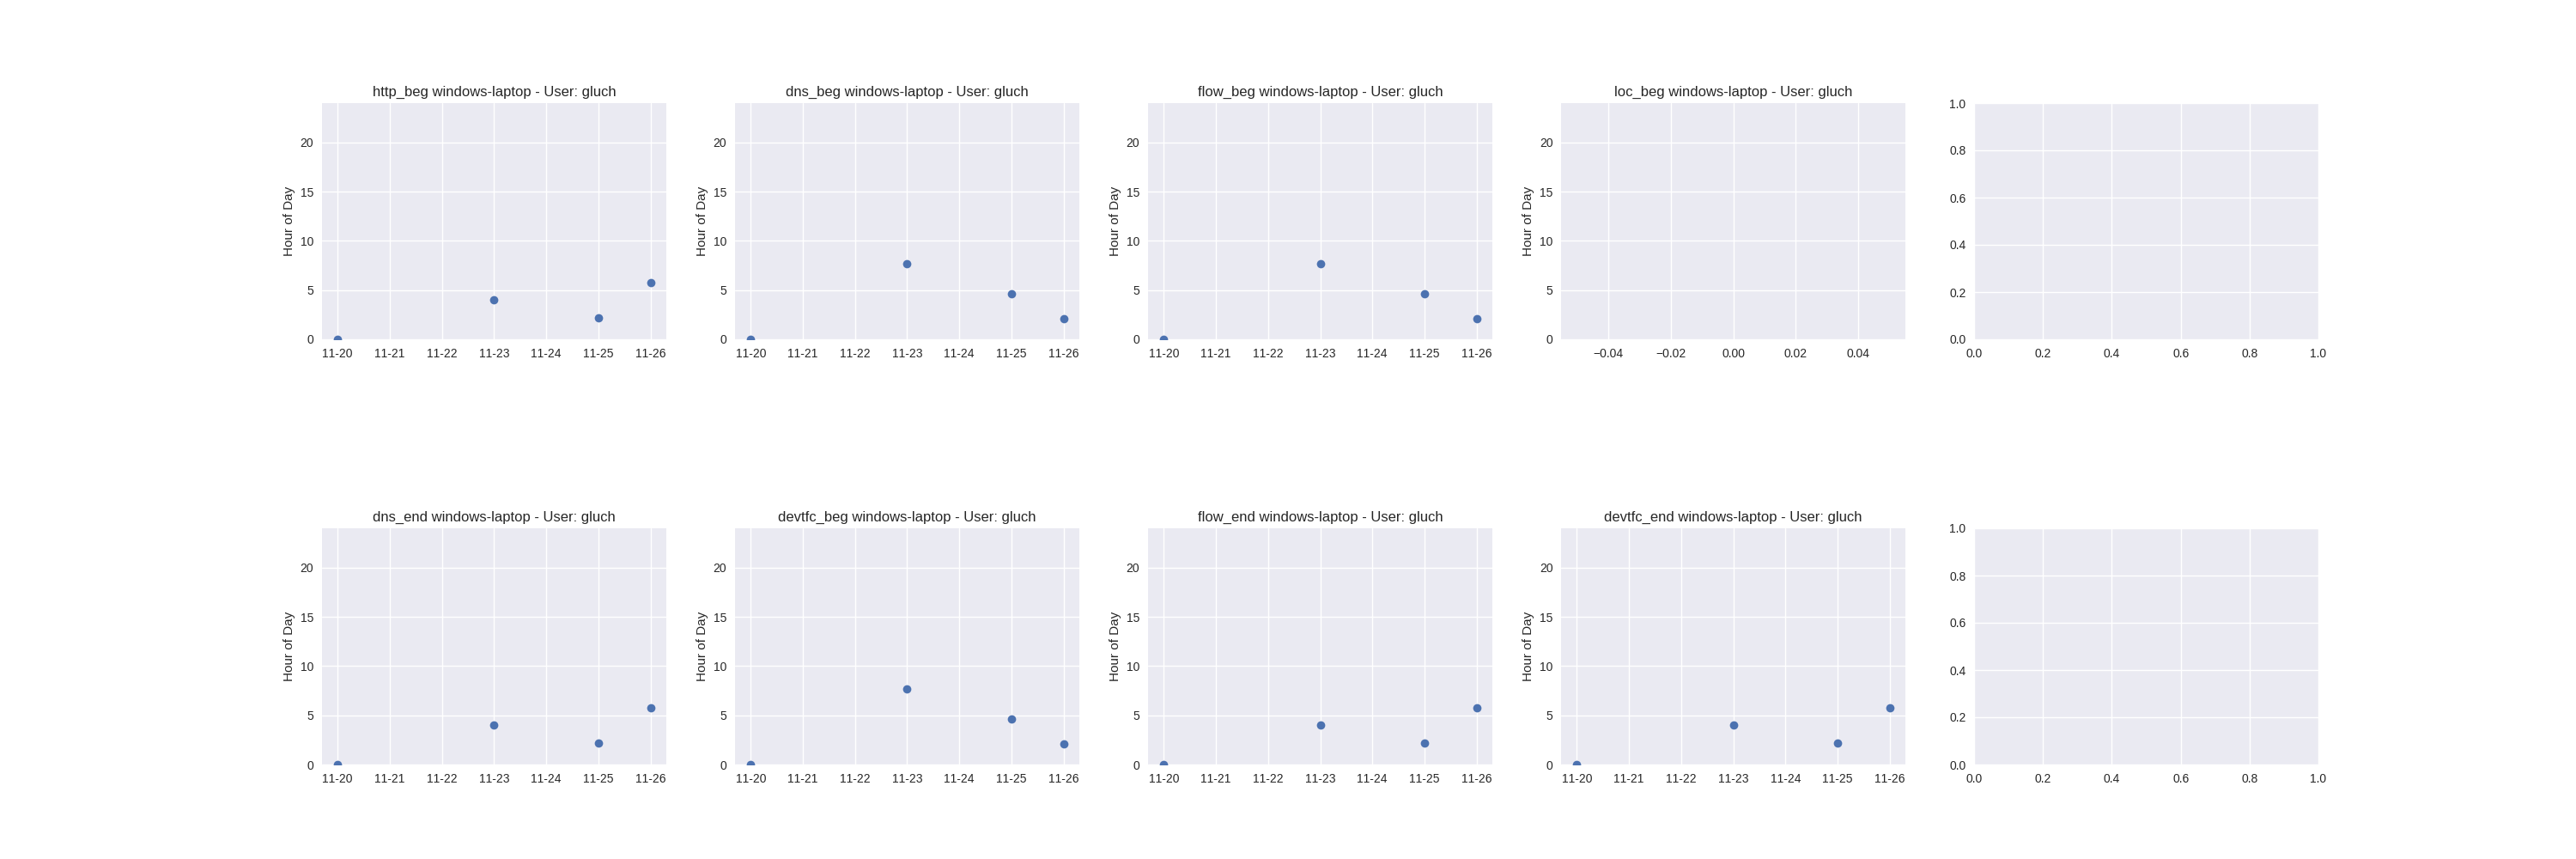 http_beg windows-laptop - User: gluch
Hour of Day
20
15
10
5
0
11-20 11-21 11-22 11-23 11-24 11-25 11-26
dns_beg windows-laptop - User: gluch
Hour of Day
20
15
10
5
0
11-20 11-21 11-22 11-23 11-24 11-25 11-26
flow_beg windows-laptop - User: gluch
Hour of Day
20
15
10
5
0
11-20 11-21 11-22 11-23 11-24 11-25 11-26
loc_beg windows-laptop - User: gluch
Hour of Day
20
15
10
5
0
−0.04 −0.02 0.00 0.02 0.04
1.0
0.8
0.6
0.4
0.2
0.0
0.0 0.2 0.4 0.6 0.8 1.0
dns_end windows-laptop - User: gluch
Hour of Day
20
15
10
5
0
11-20 11-21 11-22 11-23 11-24 11-25 11-26
devtfc_beg windows-laptop - User: gluch
Hour of Day
20
15
10
5
0
11-20 11-21 11-22 11-23 11-24 11-25 11-26
flow_end windows-laptop - User: gluch
Hour of Day
20
15
10
5
0
11-20 11-21 11-22 11-23 11-24 11-25 11-26
devtfc_end windows-laptop - User: gluch
Hour of Day
20
15
10
5
0
11-20 11-21 11-22 11-23 11-24 11-25 11-26
1.0
0.8
0.6
0.4
0.2
0.0
0.0 0.2 0.4 0.6 0.8 1.0